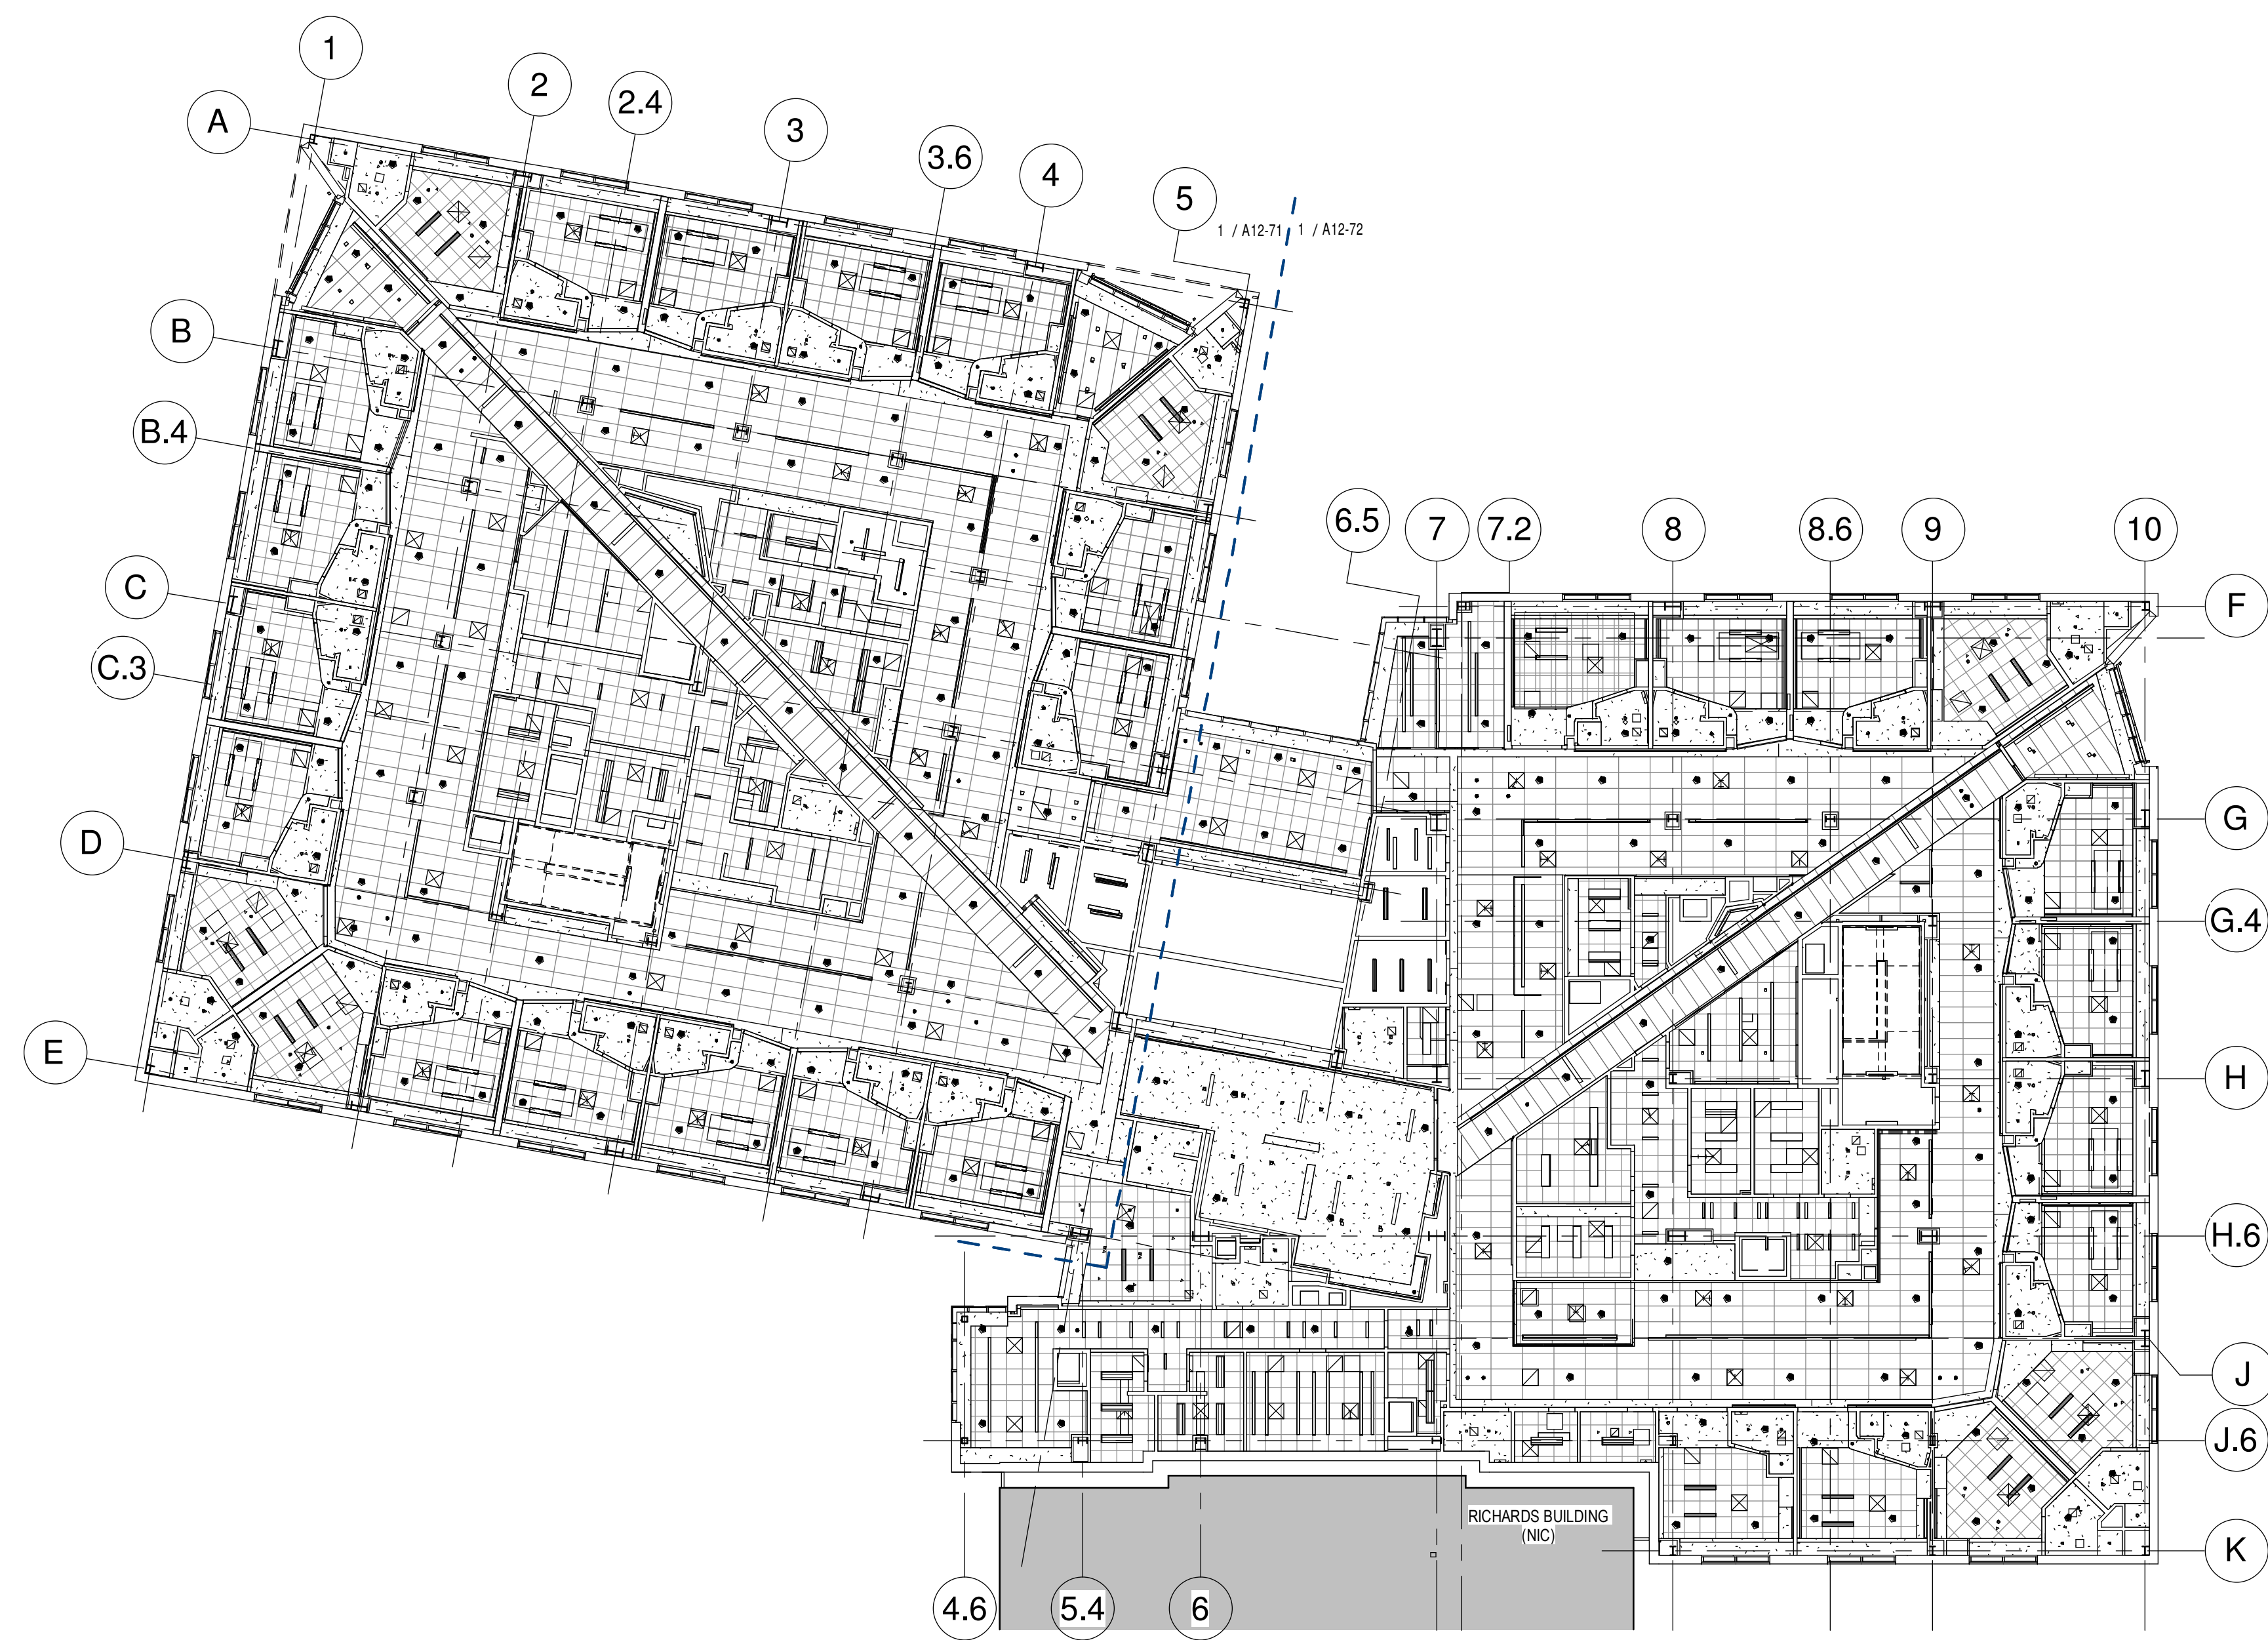 1
A
2
2.4
3
3.6
4
5
1 / A12-71
1 / A12-72
B
B.4
C
C.3
D
E
6.5
7
7.2
8
8.6
9
10
F
G
G.4
H
H.6
J
J.6
K
RICHARDS BUILDING
(NIC)
4.6
5.4
6